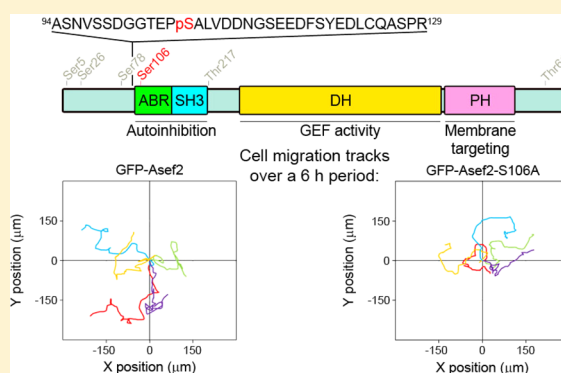 94ASNVSSDGGTEPpSALVDDNGSEEDFSYEDLCQASPR129
Ser5
Ser26
Ser78
Ser106
Thr217
Thr6
ABR
SH3
DH
PH
Autoinhibition
GEF activity
Membrane
targeting
Cell migration tracks
over a 6 h period:
GFP-Asef2
GFP-Asef2-S106A
Y position (µm)
150
0
-150
-150
0
150
X position (µm)
Y position (µm)
150
0
-150
-150
0
150
X position (µm)